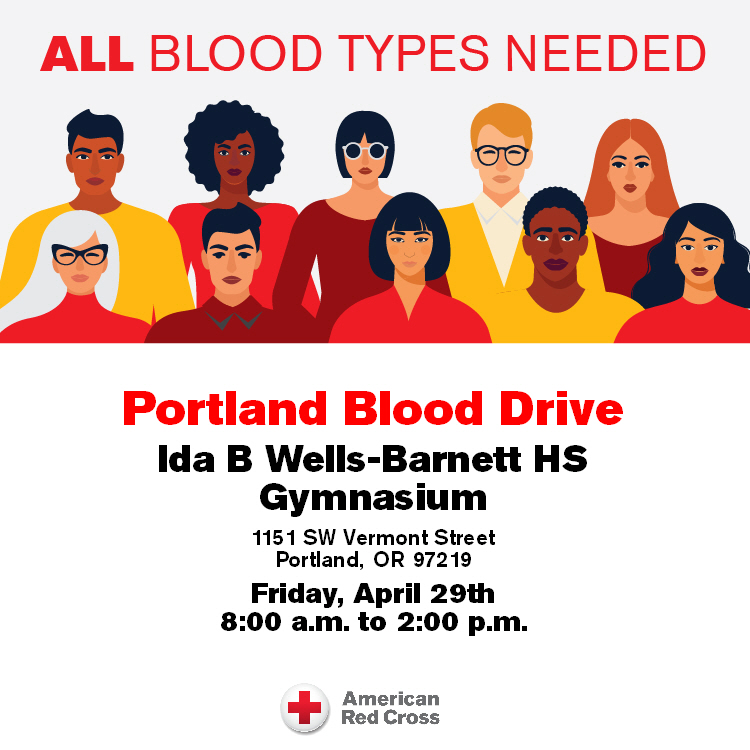 ALL BLOOD TYPES NEEDED
Portland Blood Drive
Ida B Wells-Barnett HS
Gymnasium
1151 SW Vermont Street
Portland, OR 97219
Friday, April 29th
8:00 a.m. to 2:00 p.m.
American
Red Cross